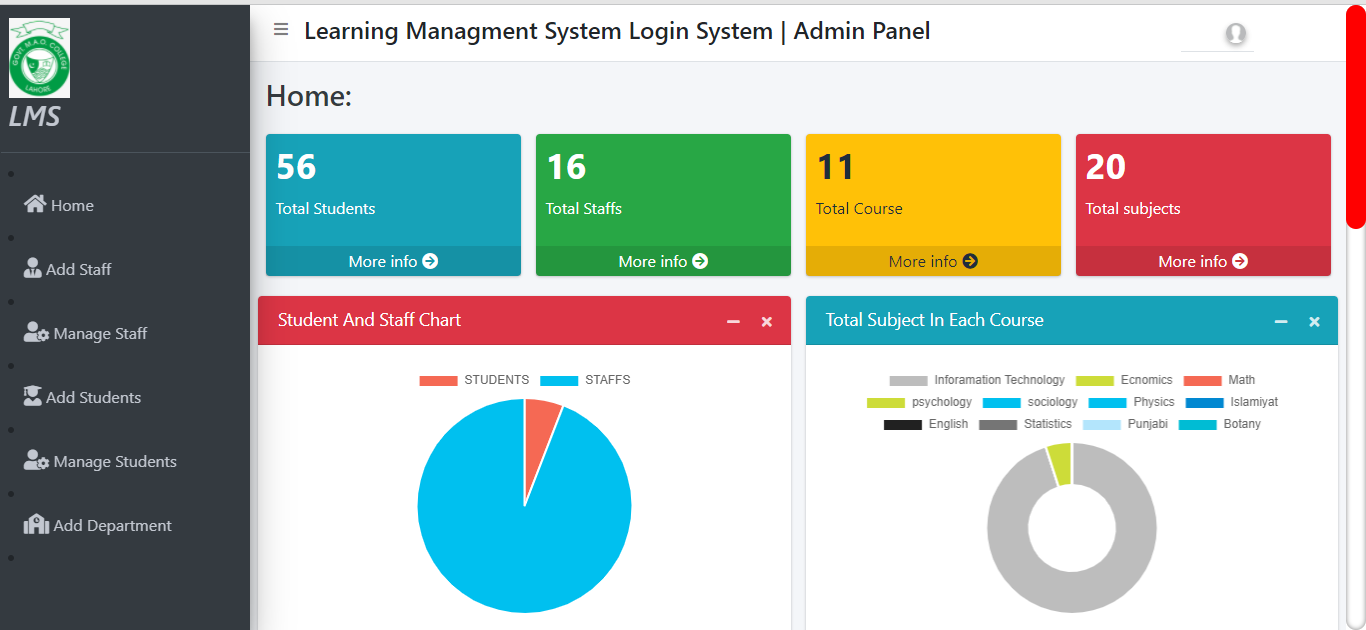 GOVT. M.A.O. COLLEGE
LAHORE
LMS
Home
Add Staff
Manage Staff
Add Students
Manage Students
Add Department
Learning Managment System Login System | Admin Panel
Home:
56
Total Students
More info
16
Total Staffs
More info
11
Total Course
More info
20
Total subjects
More info
Student And Staff Chart
STUDENTS STAFFS
Total Subject In Each Course
Inforamation Technology Ecnomics Math
psychology sociology Physics Islamiyat
English Statistics Punjabi Botany